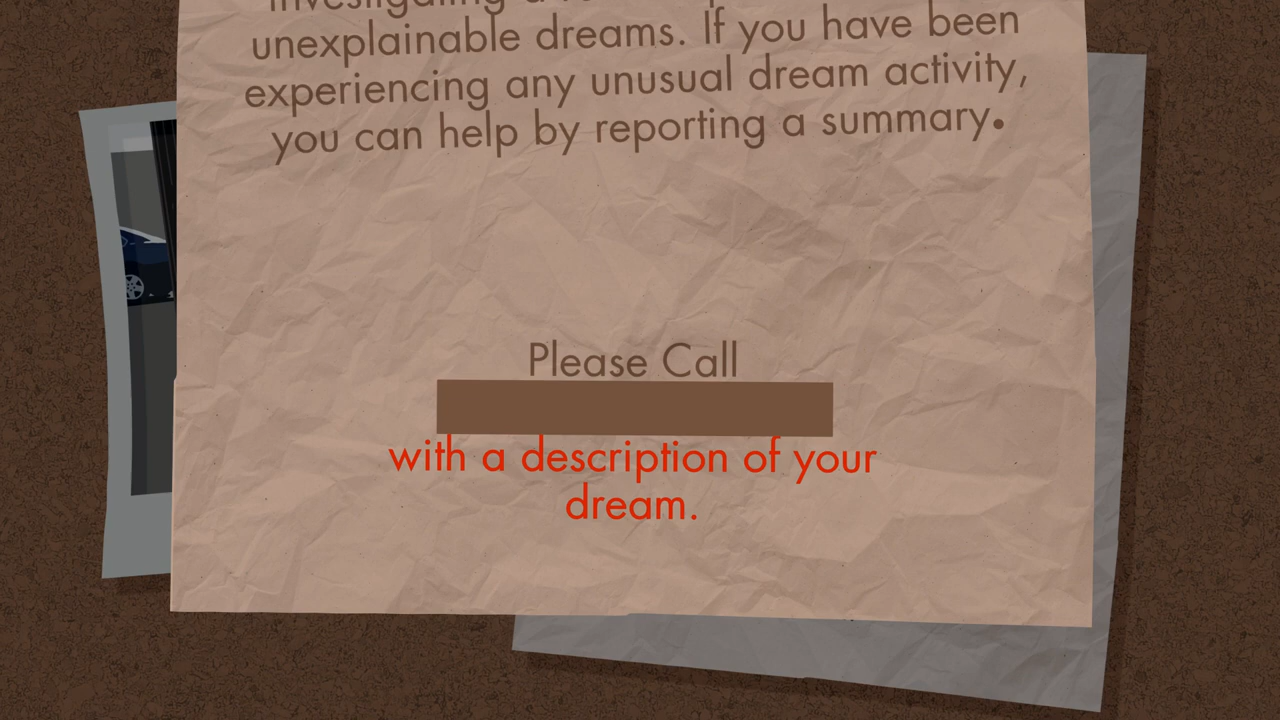 investigating a
unexplainable dreams. If you have been
experiencing any unusual dream activity,
you can help by reporting a summary.
Please Call
with a description of your
dream.